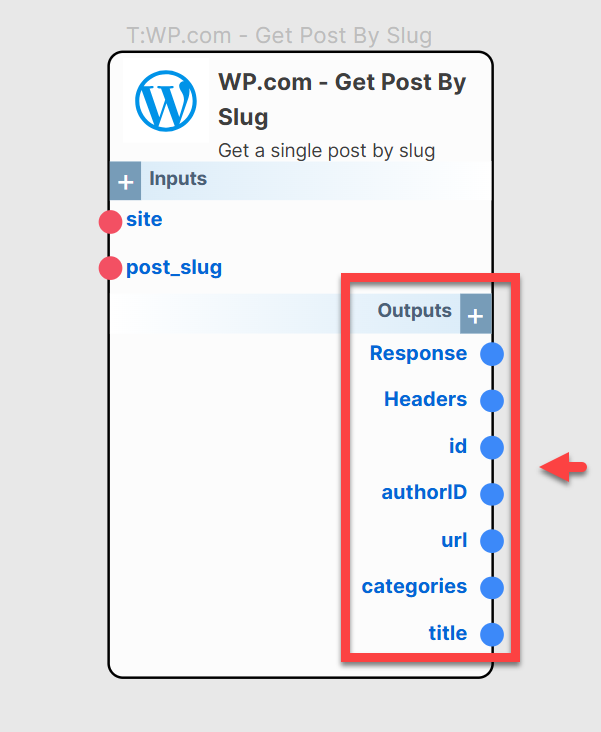 T:WP.com - Get Post By Slug
WP.com - Get Post By
Slug
Get a single post by slug
+ Inputs
site
post_slug
Outputs +
Response
Headers
id
authorID
url
categories
title